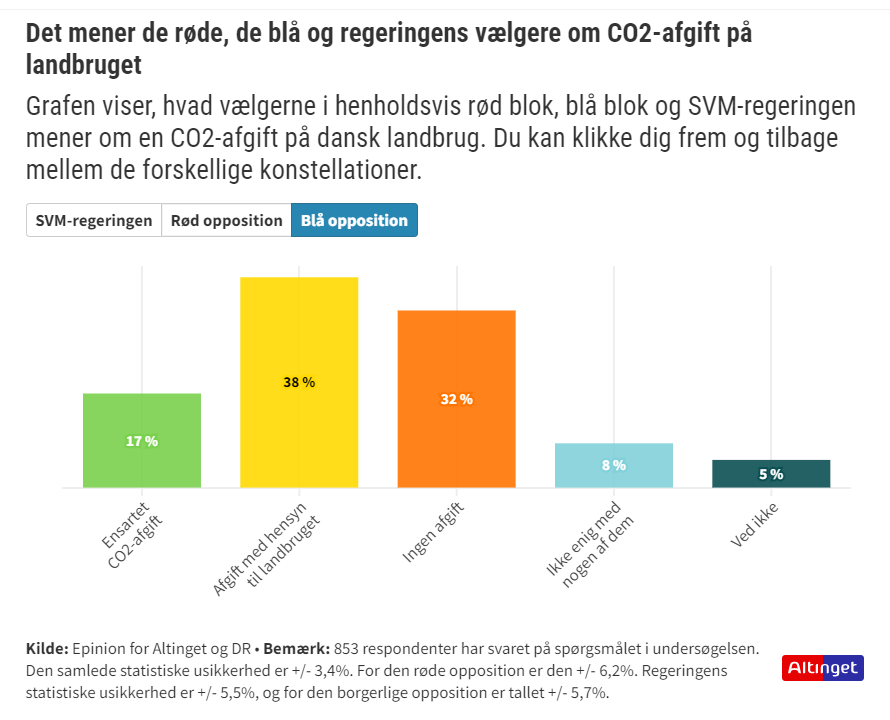 Det mener de røde, de blå og regeringens vælgere om CO2-afgift på
landbruget
Grafen viser, hvad vælgerne i henholdsvis rød blok, blå blok og SVM-regeringen
mener om en CO2-afgift på dansk landbrug. Du kan klikke dig frem og tilbage
mellem de forskellige konstellationer.
SVM-regeringen Rød opposition Blå opposition
17 %
38 %
32 %
8 %
5 %
Ensartet
CO2-afgift
Afgift med hensyn
til landbruget
Ingen afgift
Ikke enig med
nogen af dem
Ved ikke
Kilde: Epinion for Altinget og DR • Bemærk: 853 respondenter har svaret på spørgsmålet i undersøgelsen.
Den samlede statistiske usikkerhed er +/- 3,4%. For den røde opposition er den +/- 6,2%. Regeringens
statistiske usikkerhed er +/- 5,5%, og for den borgerlige opposition er tallet +/- 5,7%.
Altinget